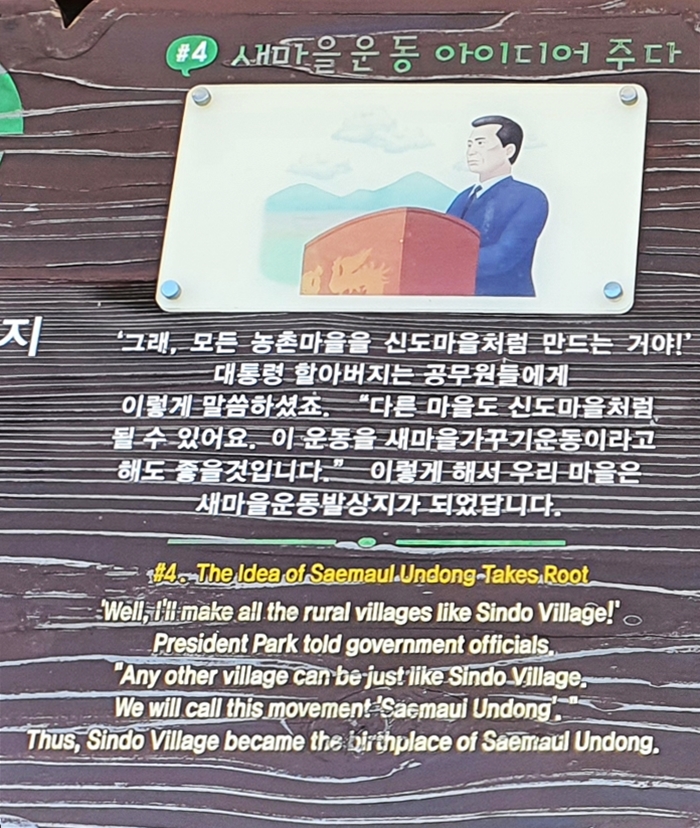 #4 새마을운동 아이디어 주다
지
'그래, 모든 농촌마을을 신도마을처럼 만드는 거야!'
대통령 할아버지는 공무원들에게
이렇게 말씀하셨죠. "다른 마을도 신도마을처럼
될 수 있어요. 이 운동을 새마을가꾸기운동이라고
해도 좋을것입니다." 이렇게 해서 우리 마을은
새마을운동발상지가 되었답니다.
#4. The Idea of Saemaul Undong Takes Root
'Well, I'll make all the rural villages like Sindo Village!'
President Park told government officials.
"Any other village can be just like Sindo Village.
We will call this movement 'Saemaul Undong'. "
Thus, Sindo Village became the birthplace of Saemaul Undong.